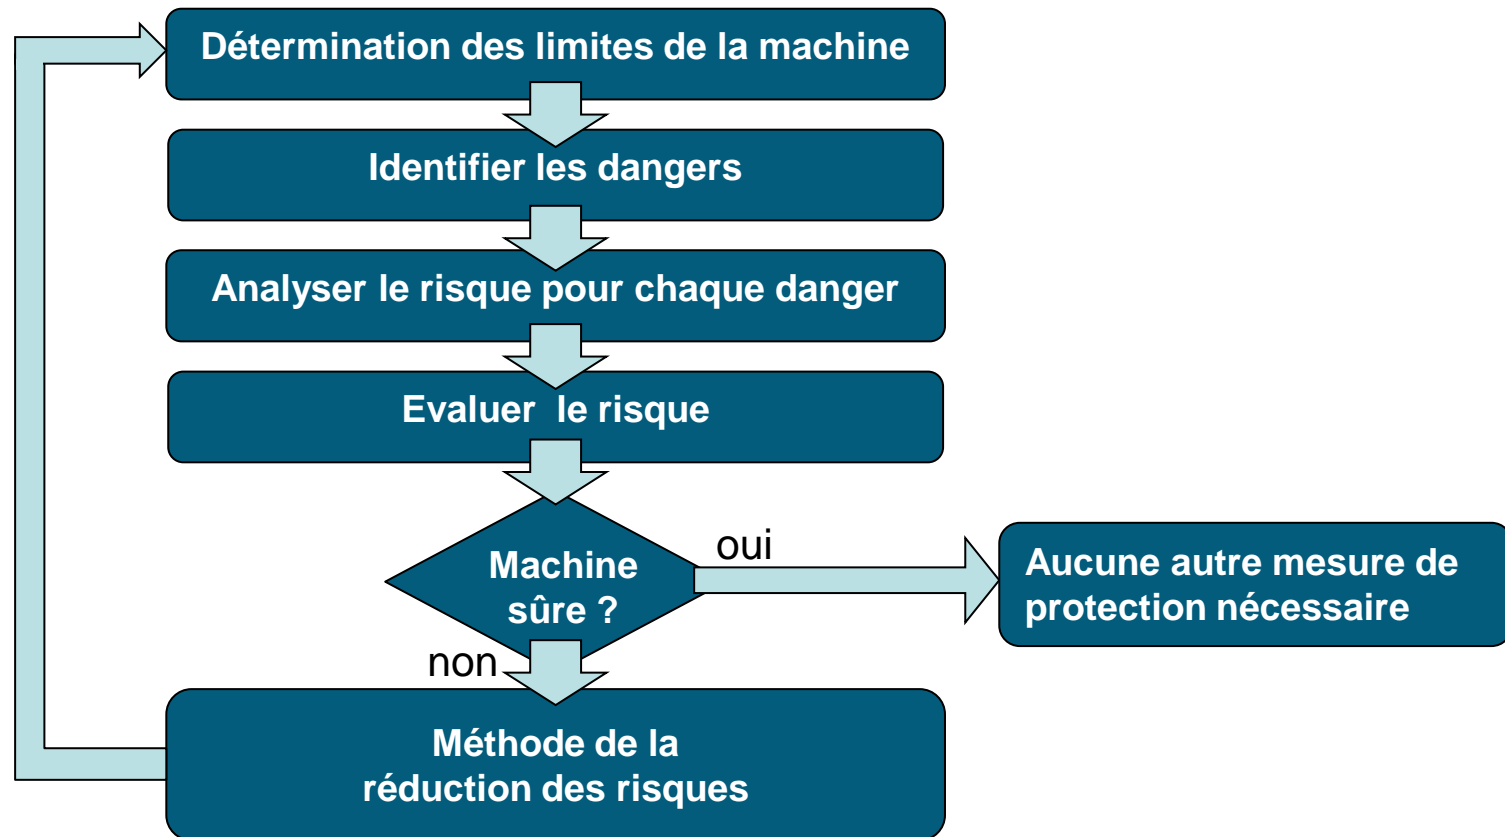 Détermination des limites de la machine
Identifier les dangers
Analyser le risque pour chaque danger
Evaluer  le risque
Machine
sûre ?
oui
Aucune autre mesure de
protection nécessaire
non
Méthode de la
réduction des risques